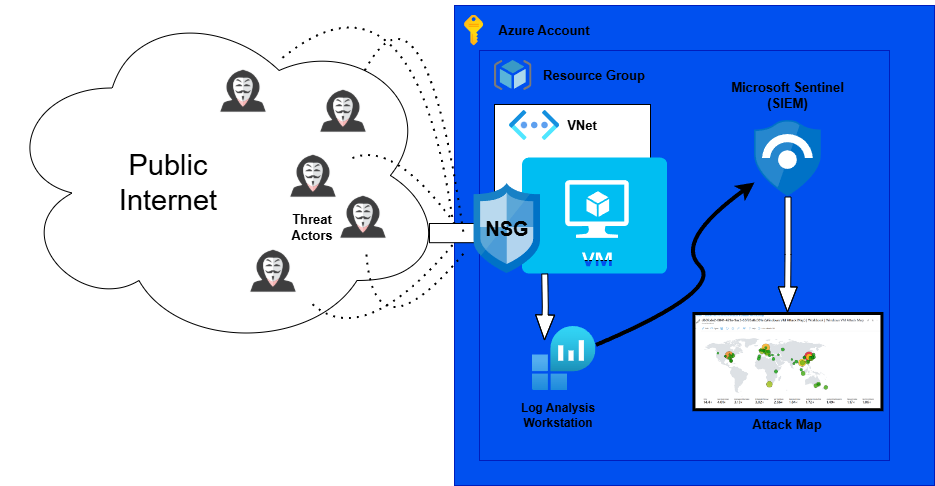 Azure Account
Resource Group
Microsoft Sentinel
(SIEM)
VNet
Public
Internet
Threat
Actors
NSG
VM
Log Analysis
Workstation
Attack Map